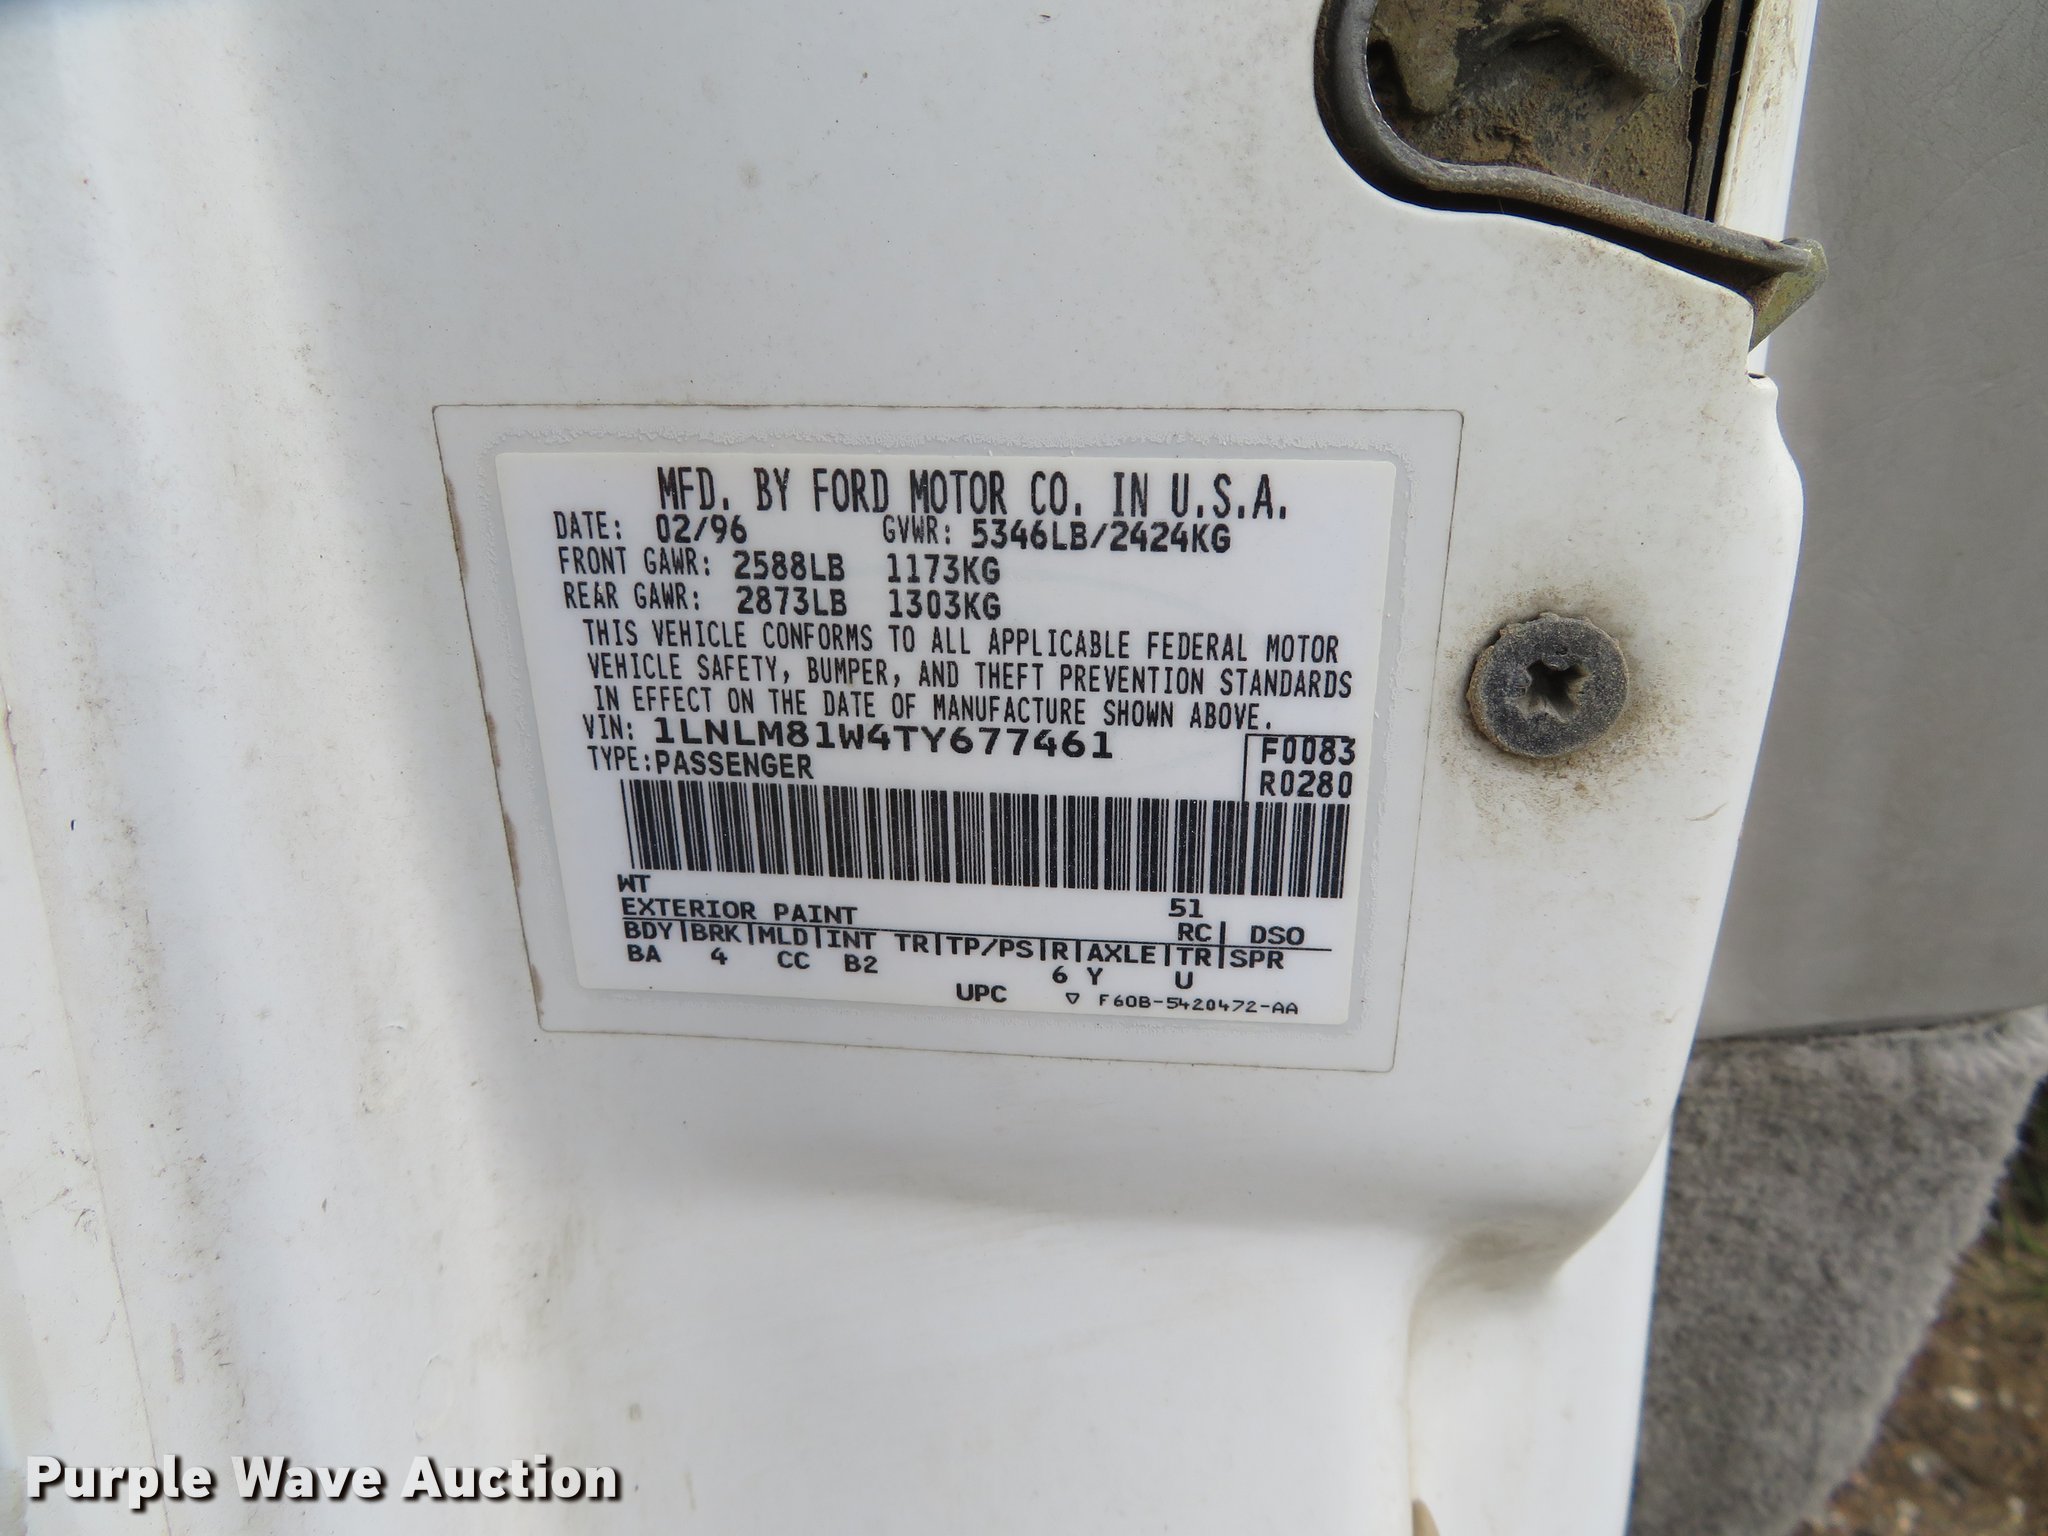 MFD. BY FORD MOTOR CO. IN U.S.A.
DATE: 02/96 GVWR: 5346LB/2424KG
FRONT GAWR: 2588LB 1173KG
REAR GAWR: 2873LB 1303KG
THIS VEHICLE CONFORMS TO ALL APPLICABLE FEDERAL MOTOR
VEHICLE SAFETY, BUMPER, AND THEFT PREVENTION STANDARDS
IN EFFECT ON THE DATE OF MANUFACTURE SHOWN ABOVE.
VIN: 1LNLM81W4TY677461 F0083
TYPE: PASSENGER R0280
WT
EXTERIOR PAINT 51 RC| DSO
BDY|BRK|MLD|INT TR|TP/PS|R|AXLE|TR|SPR
BA 4 CC B2 6 Y U
UPC ▽ F60B-5420472-AA
Purple Wave Auction